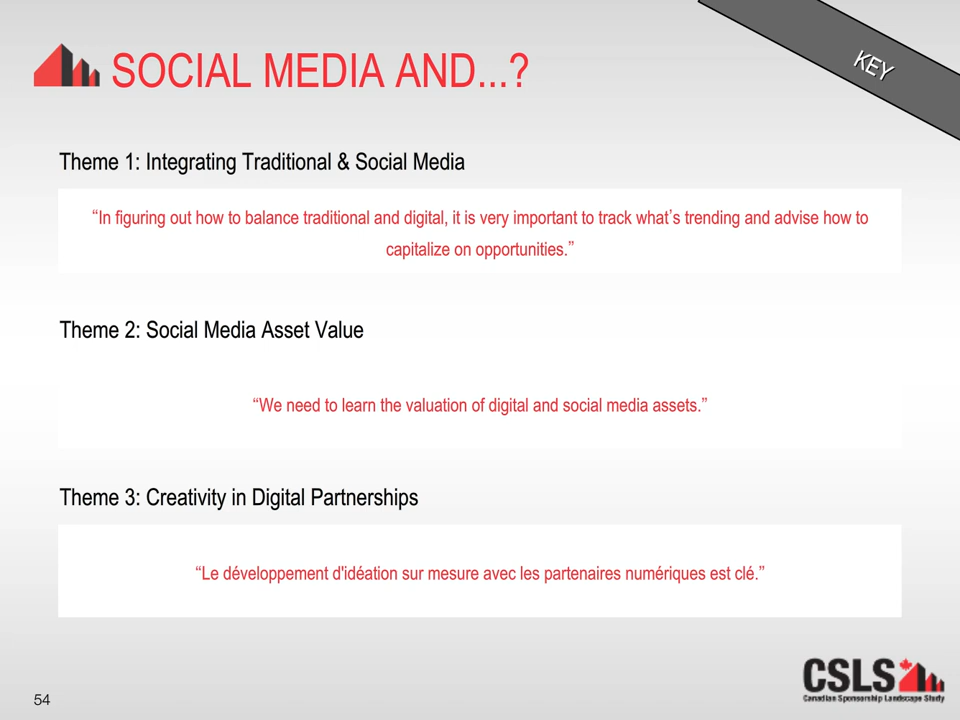 SOCIAL MEDIA AND...?
KEY
Theme 1: Integrating Traditional & Social Media
“In figuring out how to balance traditional and digital, it is very important to track what’s trending and advise how to
capitalize on opportunities.”
Theme 2: Social Media Asset Value
“We need to learn the valuation of digital and social media assets.”
Theme 3: Creativity in Digital Partnerships
“Le développement d'idéation sur mesure avec les partenaires numériques est clé.”
54
CSLS
Canadian Sponsorship Landscape Study